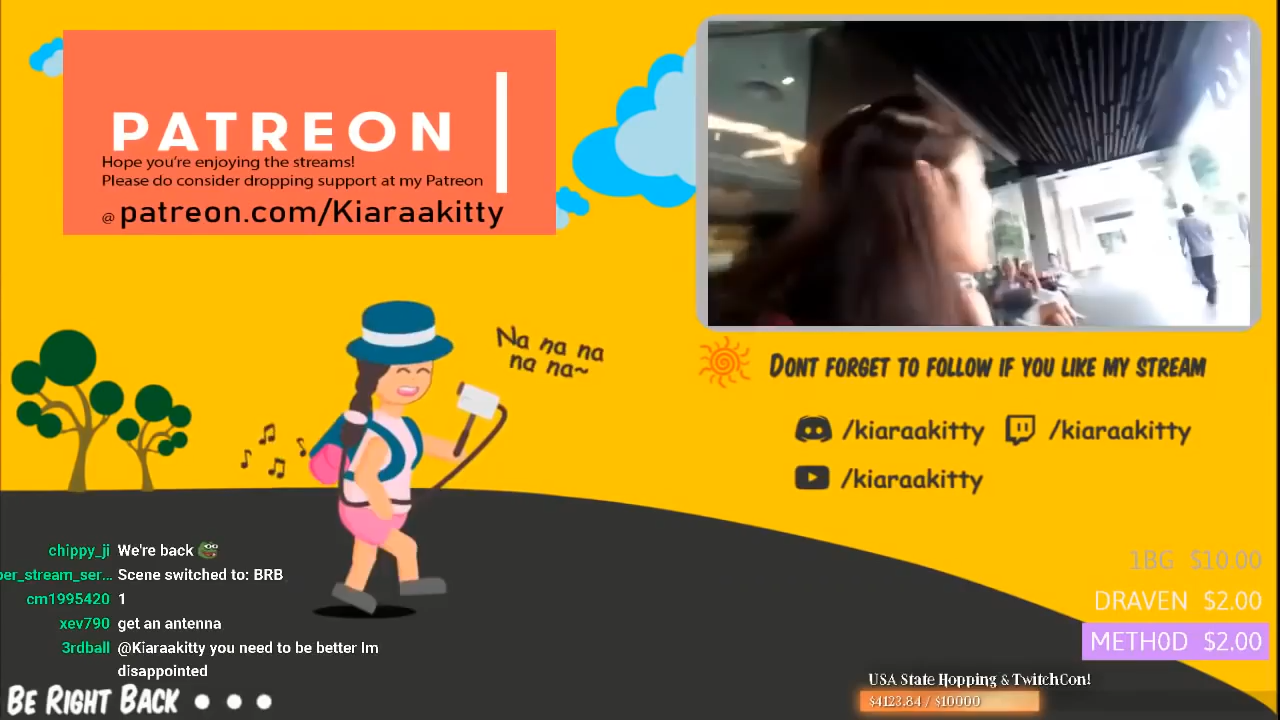 PATREON
Hope you're enjoying the streams!
Please do consider dropping support at my Patreon
@ patreon.com/Kiaraakitty
Na na na
na na~
DONT FORGET TO FOLLOW IF YOU LIKE MY STREAM
/kiaraakitty
/kiaraakitty
/kiaraakitty
chippy_ji We're back
per_stream_ser... Scene switched to: BRB
cm1995420 1
xev790 get an antenna
3rdball @Kiaraakitty you need to be better Im
disappointed
BE RIGHT BACK
1BG $10.00
DRAVEN $2.00
METH0D $2.00
USA State Hopping & TwitchCon!
$4123.84 / $10000